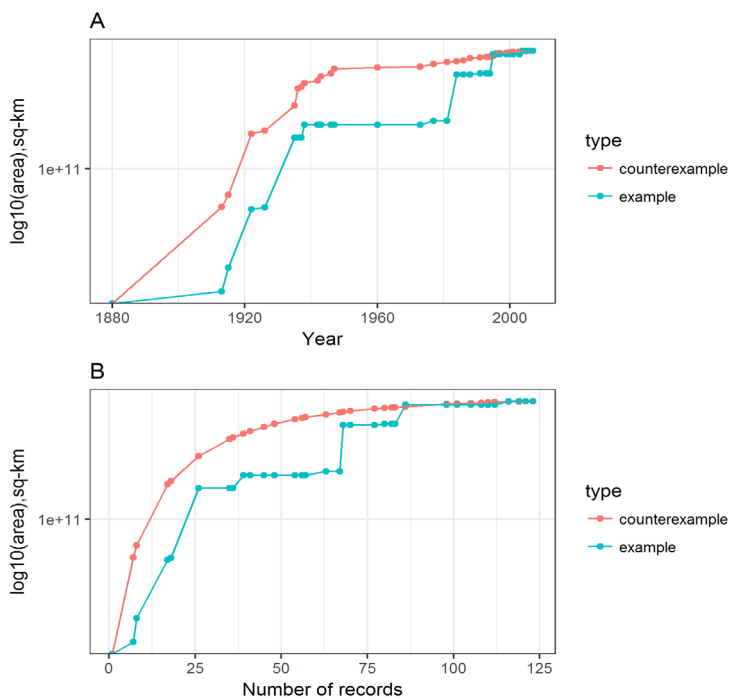 A
log10(area),sq-km
1e+11
1880
1920
1960
2000
Year
type
counterexample
example
B
log10(area),sq-km
1e+11
0
25
50
75
100
125
Number of records
type
counterexample
example